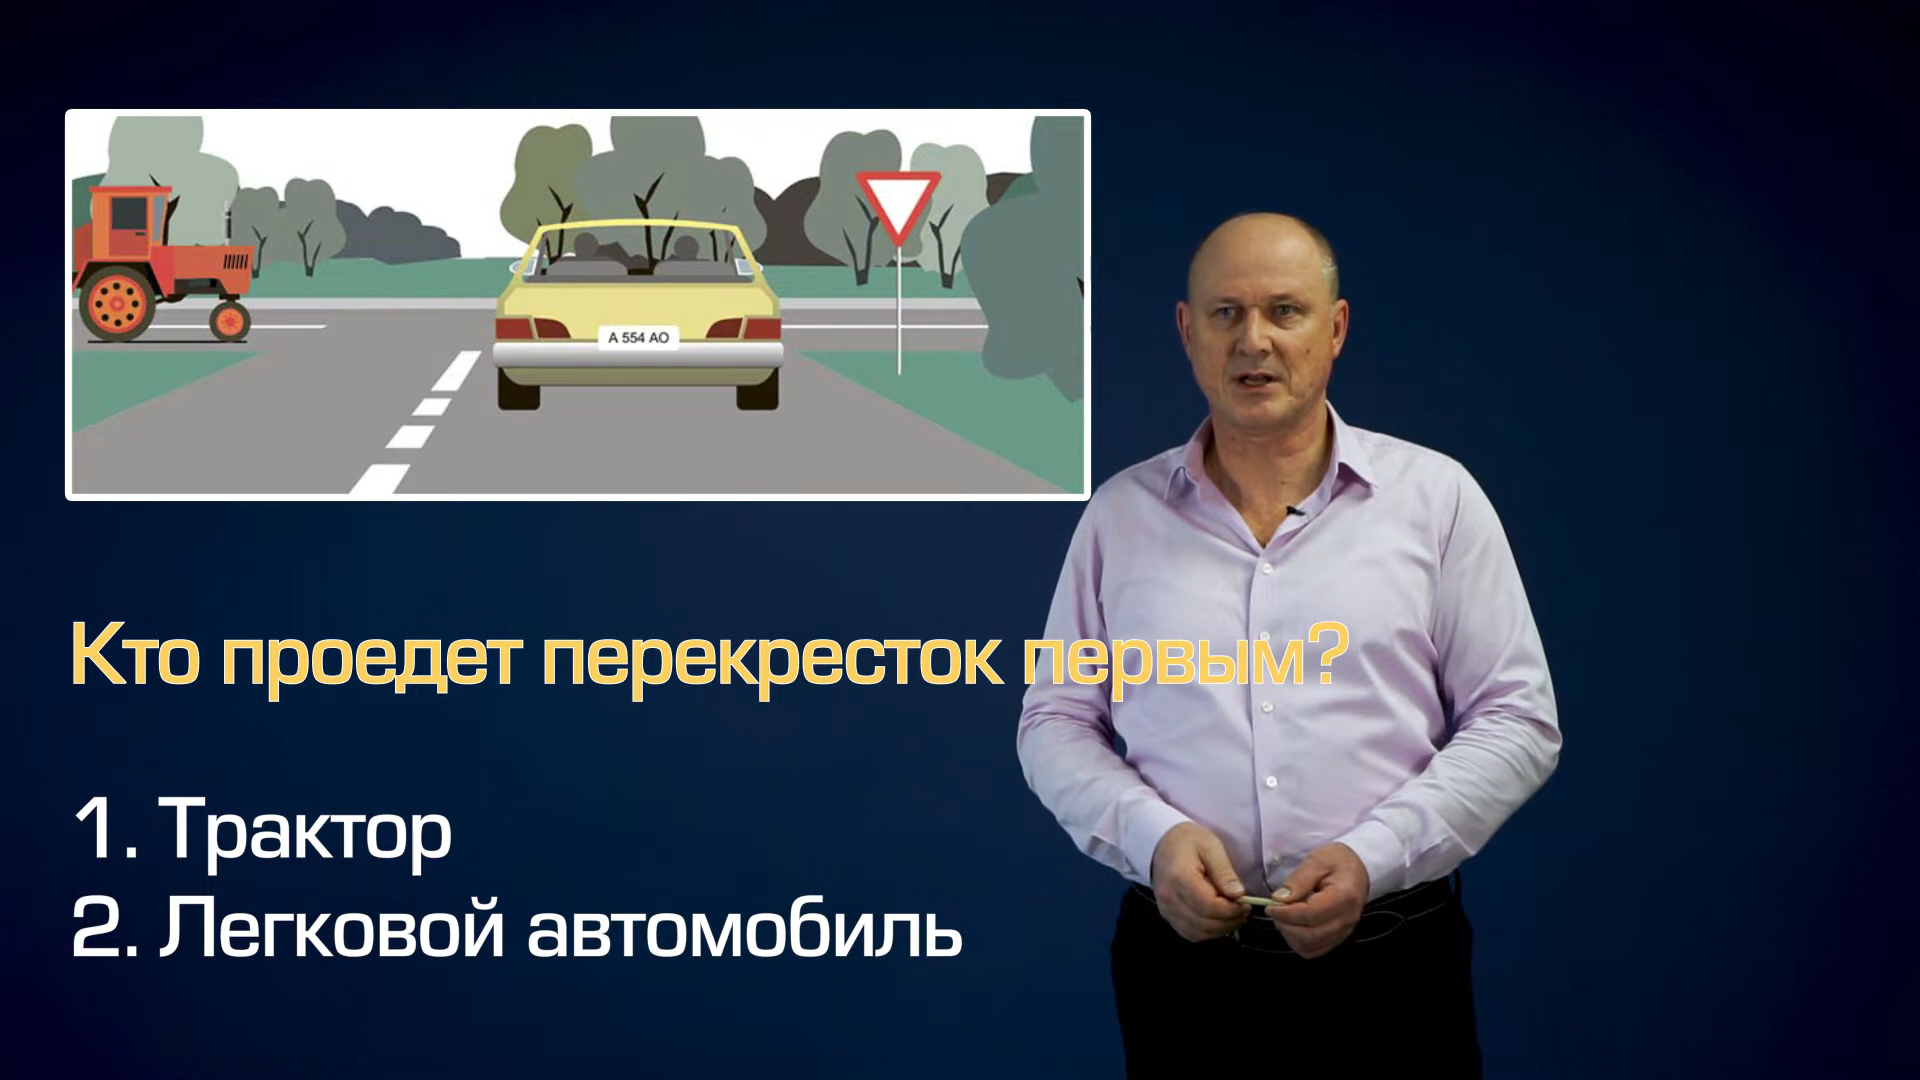 А 554 АО
Кто проедет перекресток первым?
1. Трактор
2. Легковой автомобиль